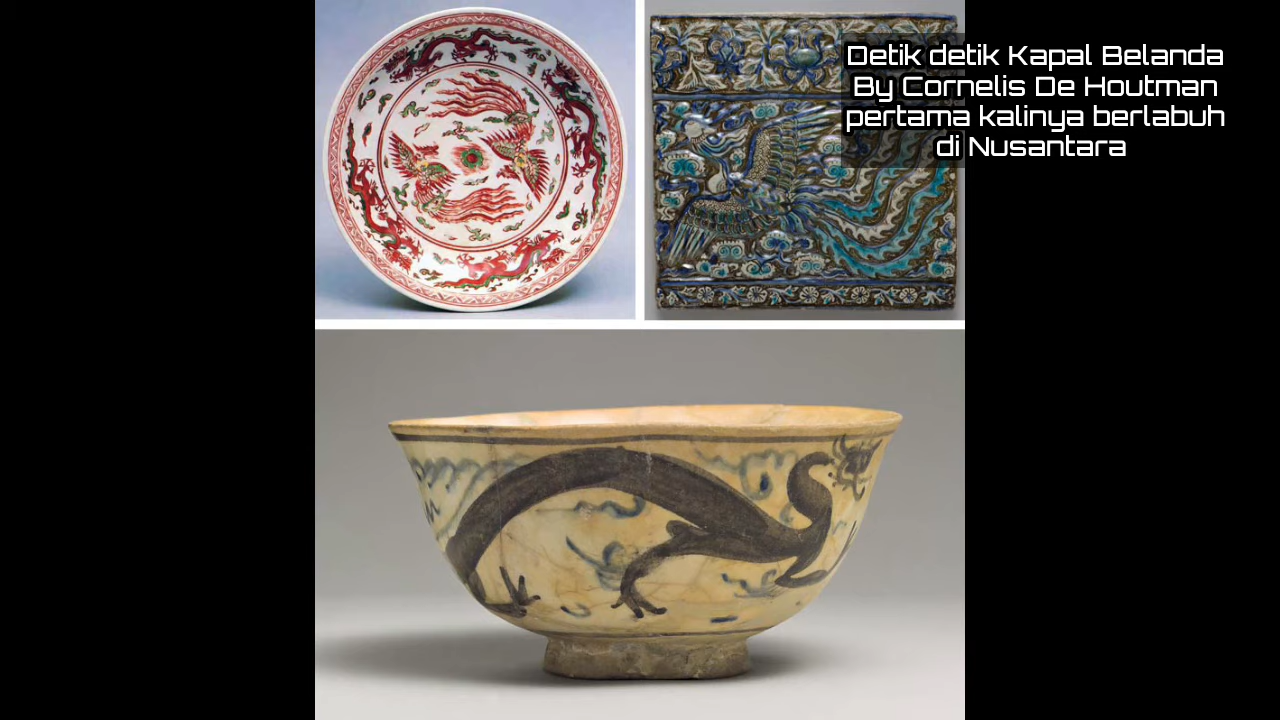 Detik detik Kapal Belanda
By Cornelis De Houtman
pertama kalinya berlabuh
di Nusantara